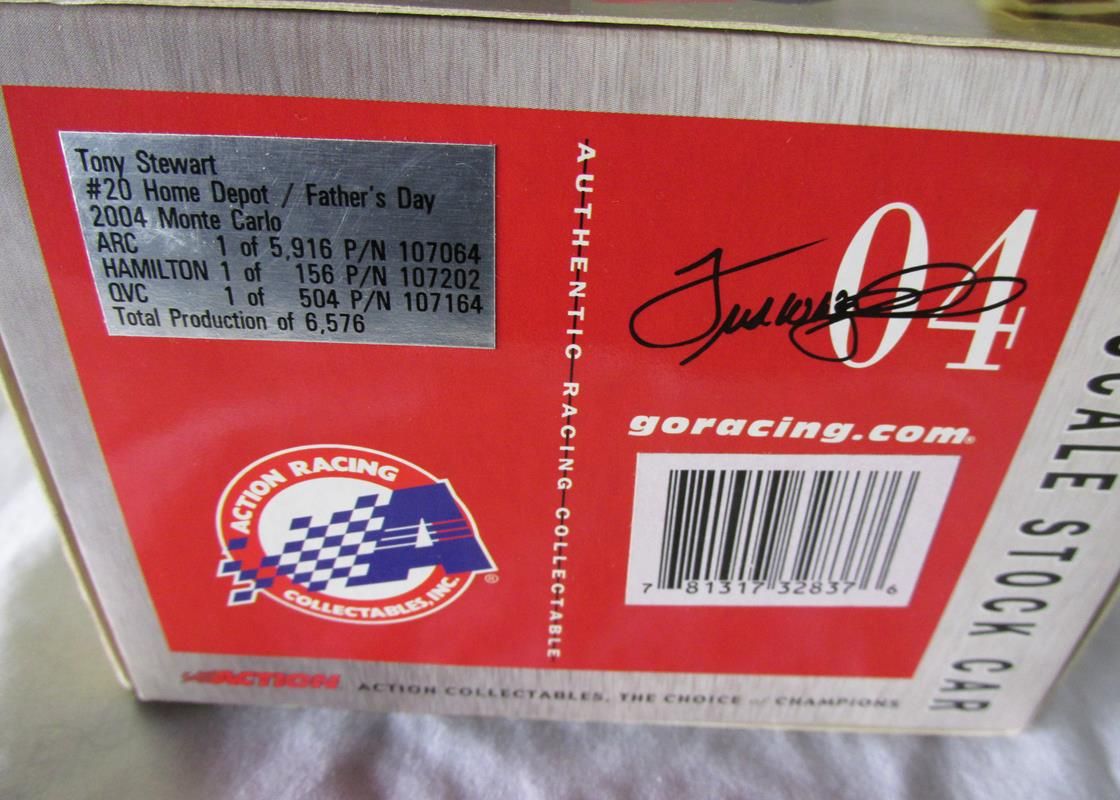 Tony Stewart
#20 Home Depot / Father's Day
2004 Monte Carlo
ARC 1 of 5,916 P/N 107064
HAMILTON 1 of 156 P/N 107202
QVC 1 of 504 P/N 107164
Total Production of 6,576
ACTION RACING
A
COLLECTABLES, INC.
®
AUTHENTIC RACING COLLECTABLE
04
goracing.com®
7 81317 32837 6
SCALE STOCK CAR
ACTION
ACTION COLLECTABLES, THE CHOICE of CHAMPIONS